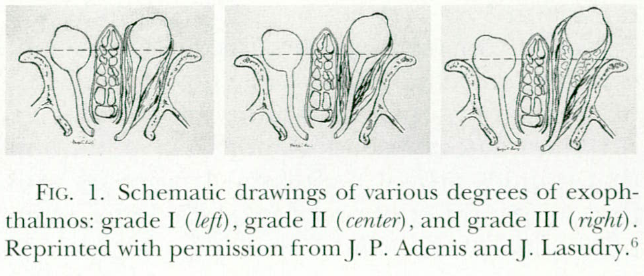 FIG. 1. Schematic drawings of various degrees of exoph-
thalmos: grade I (left), grade II (center), and grade III (right).
Reprinted with permission from J. P. Adenis and J. Lasudry.⁶